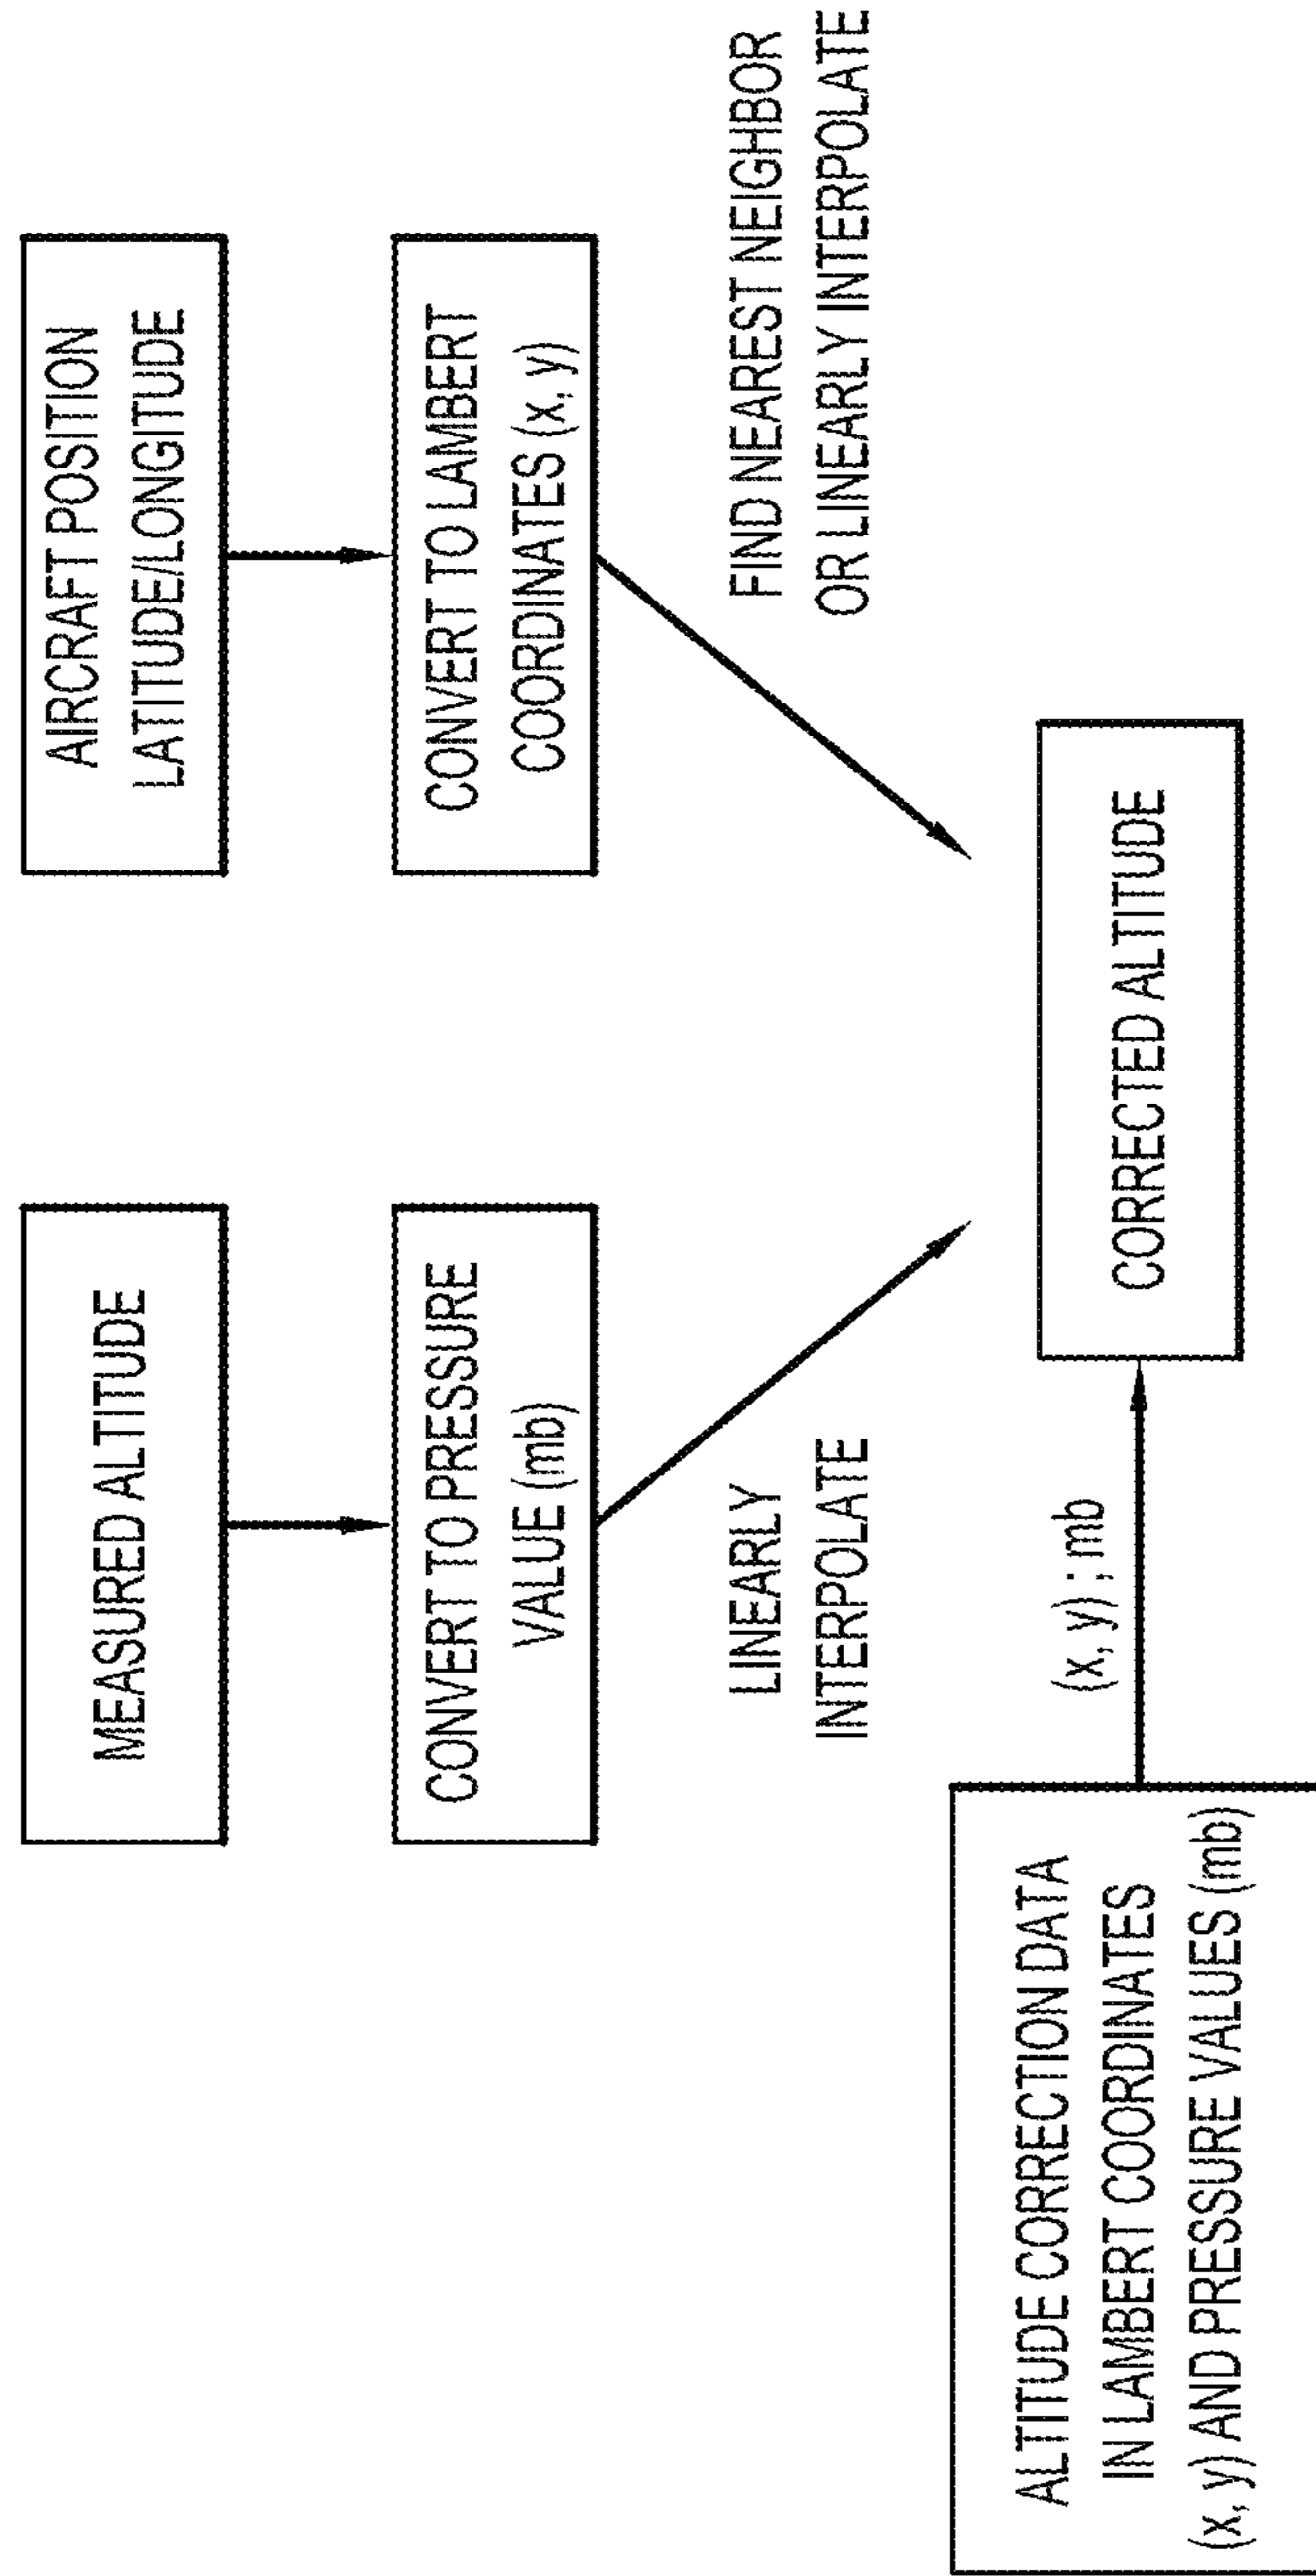 MEASURED ALTITUDE
AIRCRAFT POSITION
LATITUDE/LONGITUDE
CONVERT TO PRESSURE
VALUE (mb)
CONVERT TO LAMBERT
COORDINATES (x, y)
LINEARLY
INTERPOLATE
FIND NEAREST NEIGHBOR
OR LINEARLY INTERPOLATE
ALTITUDE CORRECTION DATA
IN LAMBERT COORDINATES
(x, y) AND PRESSURE VALUES (mb)
(x, y) ; mb
CORRECTED ALTITUDE